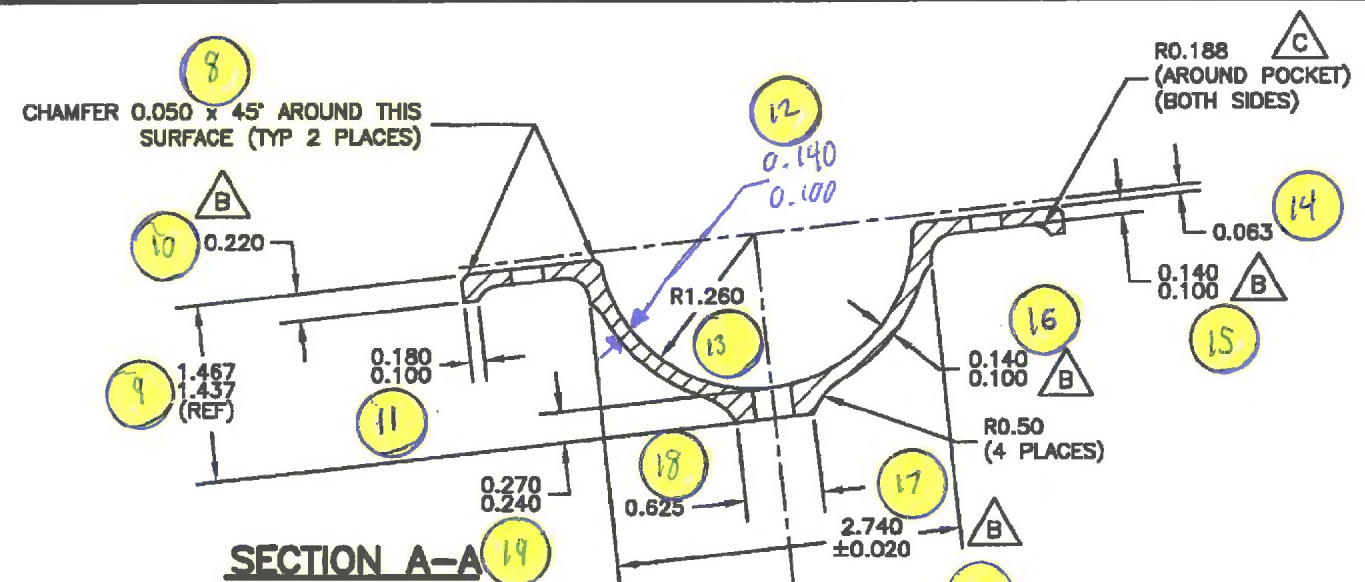 8
CHAMFER 0.050 x 45° AROUND THIS
SURFACE (TYP 2 PLACES)
12
0.140
0.100
R0.188
(AROUND POCKET)
(BOTH SIDES)
C
B
10
0.220
14
0.063
0.140
0.100
B
15
R1.260
13
16
0.140
0.100
B
9
1.467
1.437
(REF)
0.180
0.100
11
R0.50
(4 PLACES)
18
0.625
17
0.270
0.240
19
2.740
±0.020
B
SECTION A-A